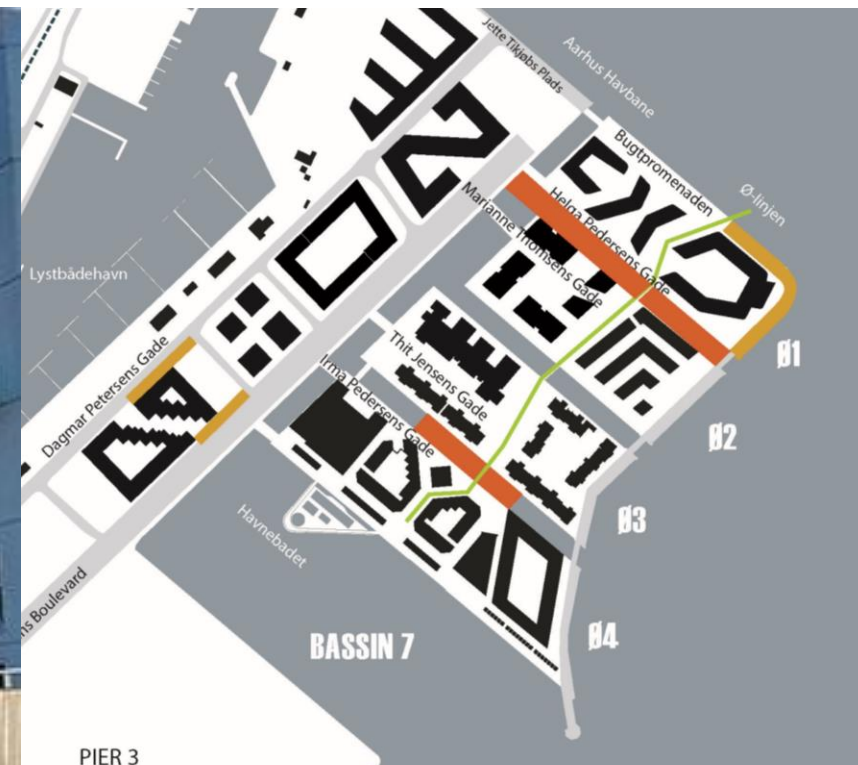 Jette Tikjøbs Plads
Aarhus Havbane
Bugtpromenaden
Ø-linjen
Helga Pedersens Gade
Marianne Thomsens Gade
Lystbådehavn
Thit Jensens Gade
Irma Pedersens Gade
Dagmar Petersens Gade
Ø1
Ø2
Ø3
Ø4
Havnebadet
ns Boulevard
BASSIN 7
PIER 3